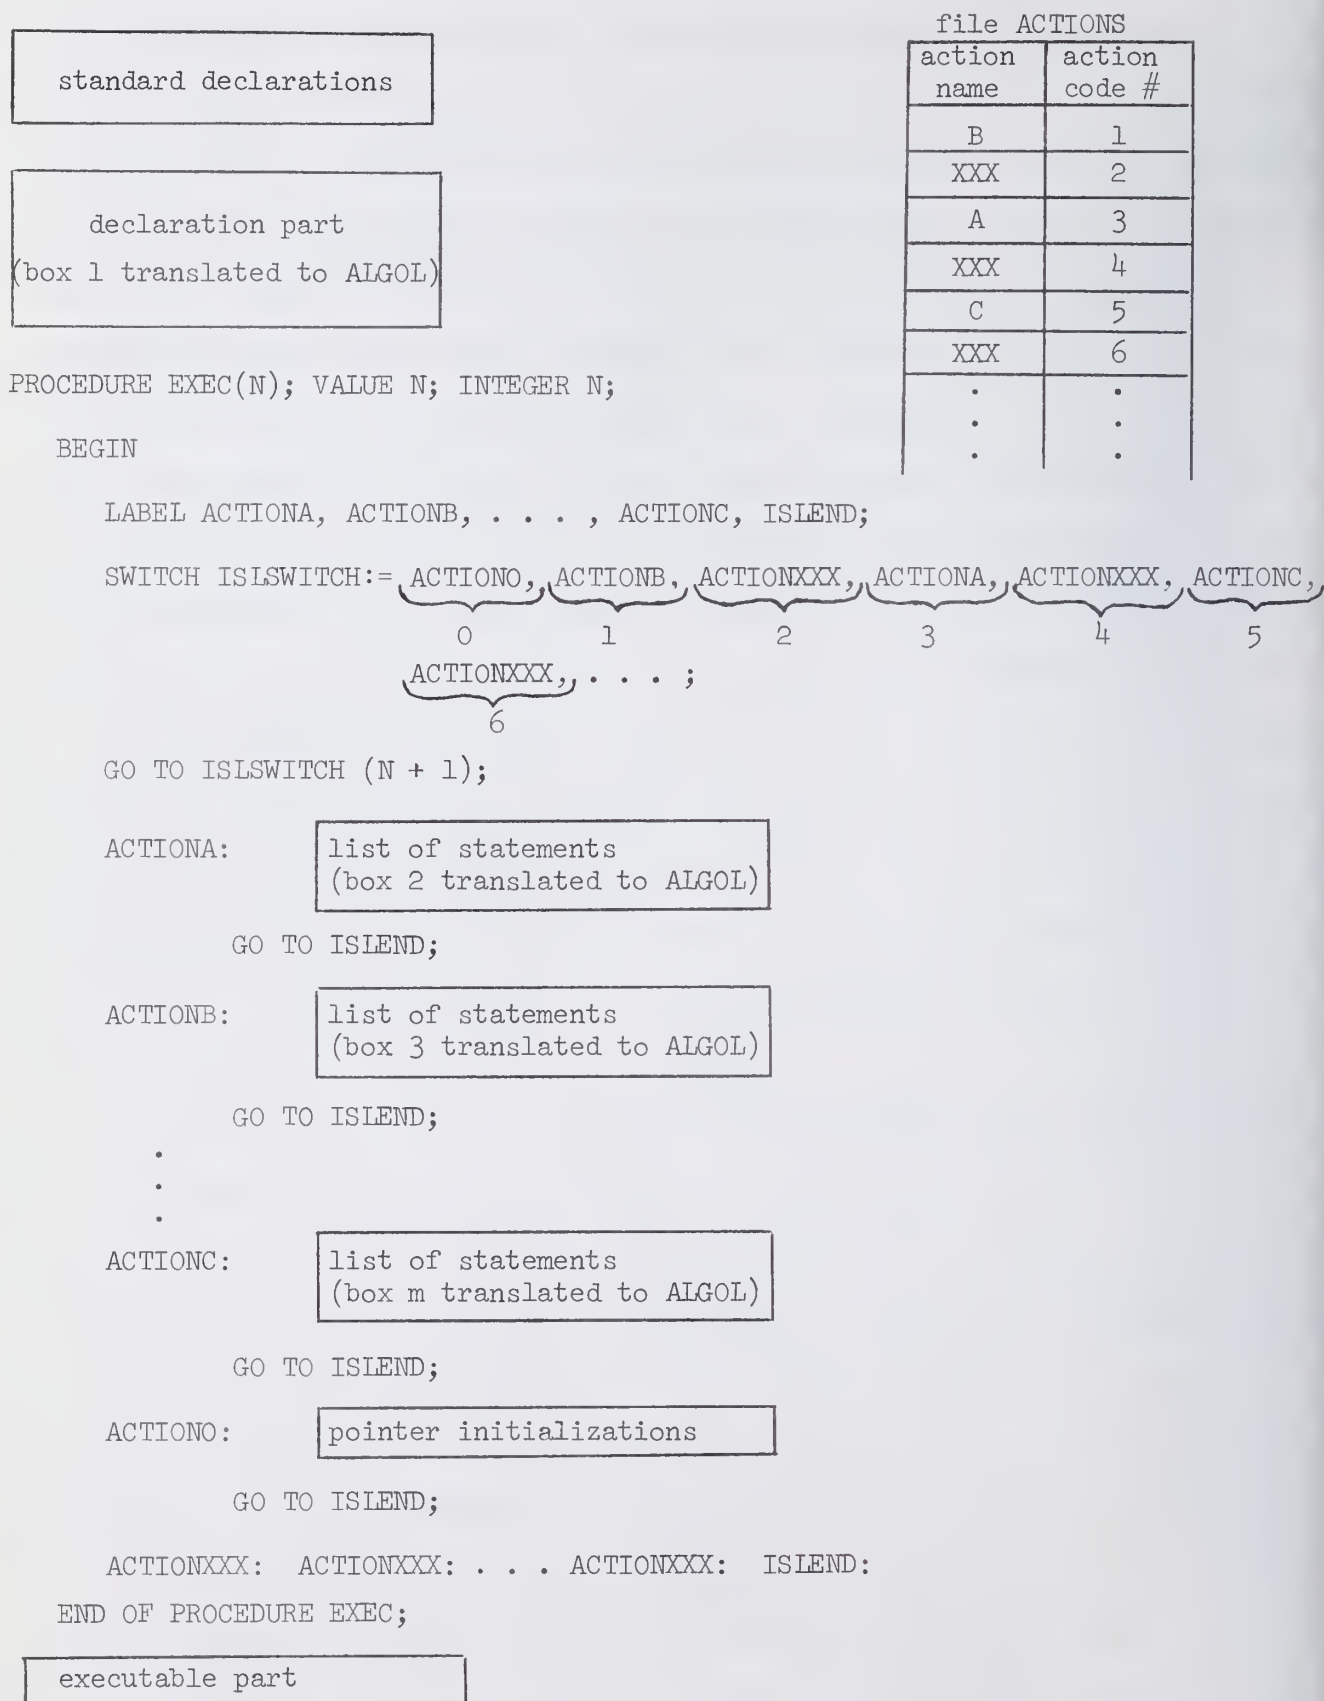 file ACTIONS
action name action code #
B 1
XXX 2
A 3
XXX 4
C 5
XXX 6
. .
. .
. .
standard declarations
declaration part
(box 1 translated to ALGOL)
PROCEDURE EXEC(N); VALUE N; INTEGER N;
BEGIN
LABEL ACTIONA, ACTIONB, . . . , ACTIONC, ISLEND;
SWITCH ISLSWITCH:= ACTIONO, ACTIONB, ACTIONXXX, ACTIONA, ACTIONXXX, ACTIONC,
0 1 2 3 4 5
ACTIONXXX, . . . ;
6
GO TO ISLSWITCH (N + 1);
ACTIONA: list of statements
(box 2 translated to ALGOL)
GO TO ISLEND;
ACTIONB: list of statements
(box 3 translated to ALGOL)
GO TO ISLEND;
.
.
.
ACTIONC: list of statements
(box m translated to ALGOL)
GO TO ISLEND;
ACTIONO: pointer initializations
GO TO ISLEND;
ACTIONXXX: ACTIONXXX: . . . ACTIONXXX: ISLEND:
END OF PROCEDURE EXEC;
executable part